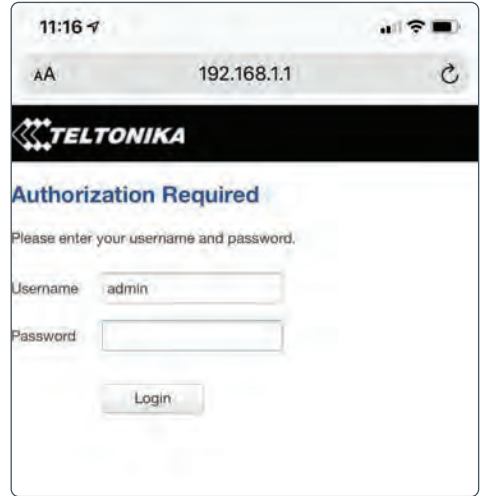 11:16
AA 192.168.1.1
TELTONIKA
Authorization Required
Please enter your username and password.
Username admin
Password
Login